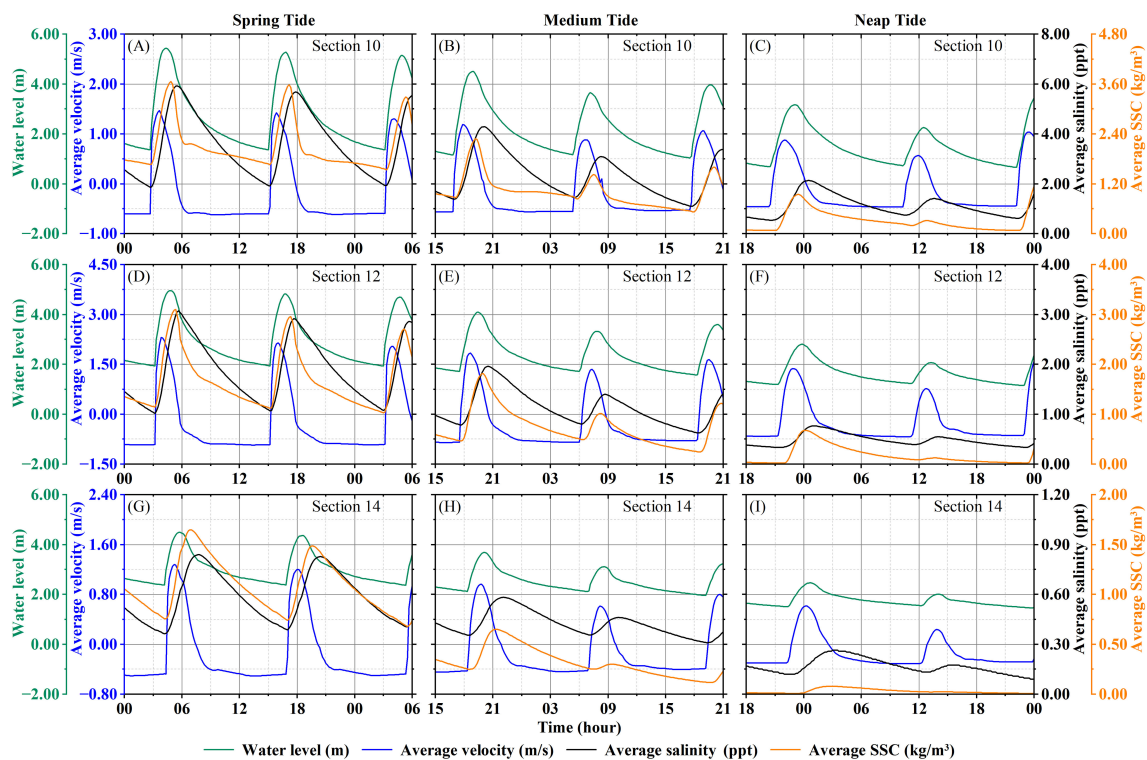 Spring Tide Medium Tide Neap Tide
Water level (m)
Average velocity (m/s)
6.00 4.00 2.00 0.00 −2.00
3.00 2.00 1.00 0.00 −1.00
(A) Section 10
00 06 12 18 00 06
(B) Section 10
15 21 03 09 15 21
(C) Section 10
18 00 06 12 18 00
8.00 6.00 4.00 2.00 0.00
Average salinity (ppt)
4.80 3.60 2.40 1.20 0.00
Average SSC (kg/m³)
Water level (m)
Average velocity (m/s)
6.00 4.00 2.00 0.00 −2.00
4.50 3.00 1.50 0.00 −1.50
(D) Section 12
00 06 12 18 00 06
(E) Section 12
15 21 03 09 15 21
(F) Section 12
18 00 06 12 18 00
4.00 3.00 2.00 1.00 0.00
Average salinity (ppt)
4.00 3.00 2.00 1.00 0.00
Average SSC (kg/m³)
Water level (m)
Average velocity (m/s)
6.00 4.00 2.00 0.00 −2.00
2.40 1.60 0.80 0.00 −0.80
(G) Section 14
00 06 12 18 00 06
(H) Section 14
15 21 03 09 15 21
(I) Section 14
18 00 06 12 18 00
1.20 0.90 0.60 0.30 0.00
Average salinity (ppt)
2.00 1.50 1.00 0.50 0.00
Average SSC (kg/m³)
Time (hour)
Water level (m) Average velocity (m/s) Average salinity (ppt) Average SSC (kg/m³)